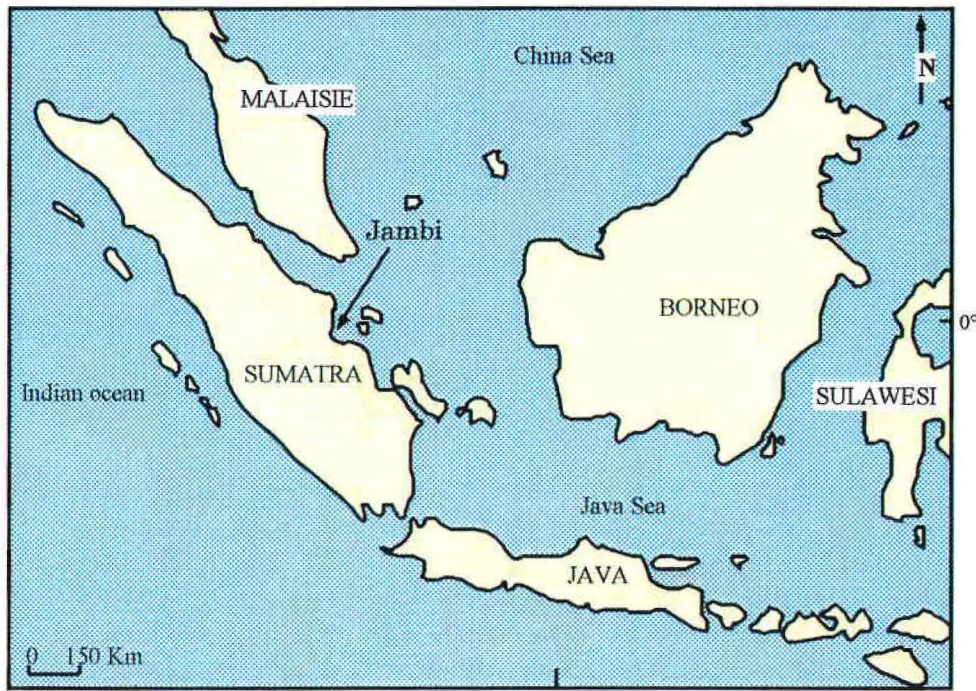 China Sea
N
MALAISIE
Jambi
BORNEO
0°
SUMATRA
Indian ocean
SULAWESI
Java Sea
JAVA
0 150 Km